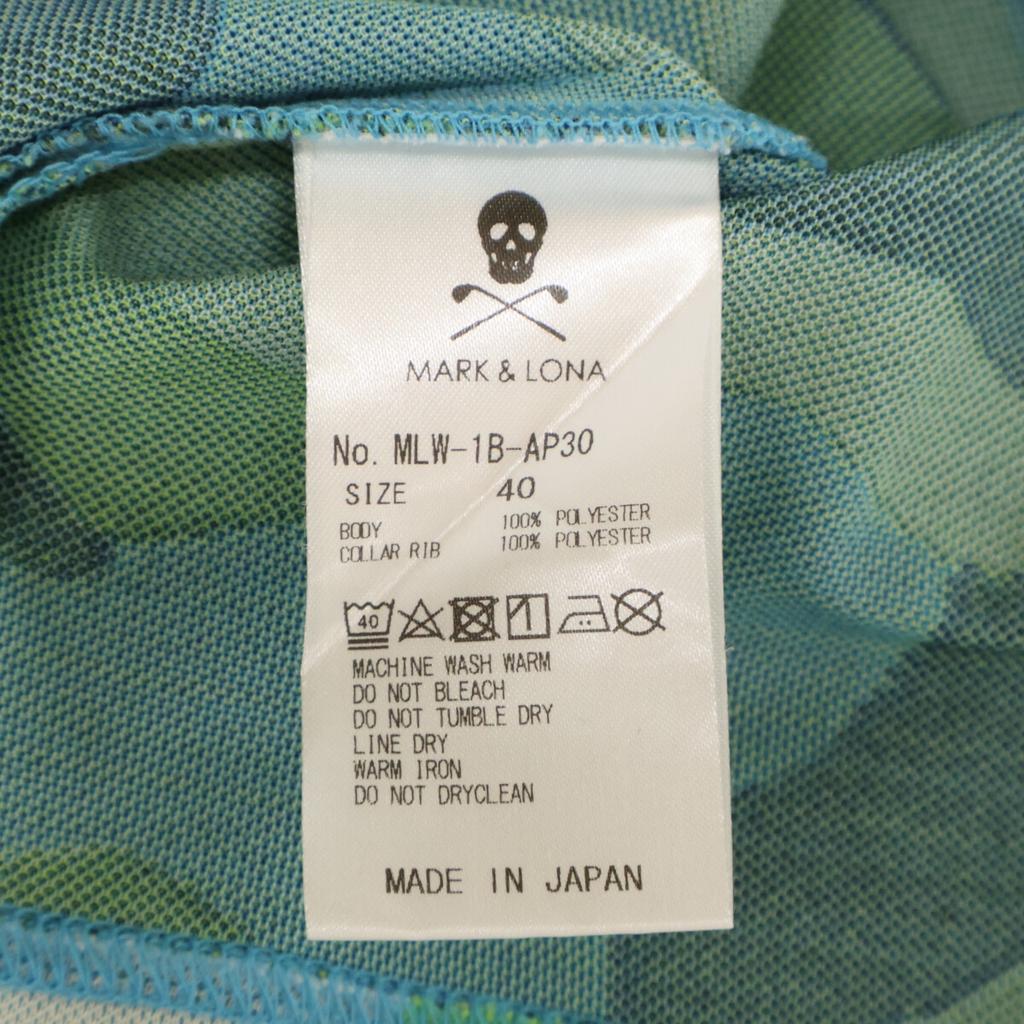 MARK & LONA
No. MLW-1B-AP30
SIZE 40
BODY 100% POLYESTER
COLLAR RIB 100% POLYESTER
40
MACHINE WASH WARM
DO NOT BLEACH
DO NOT TUMBLE DRY
LINE DRY
WARM IRON
DO NOT DRYCLEAN
MADE IN JAPAN